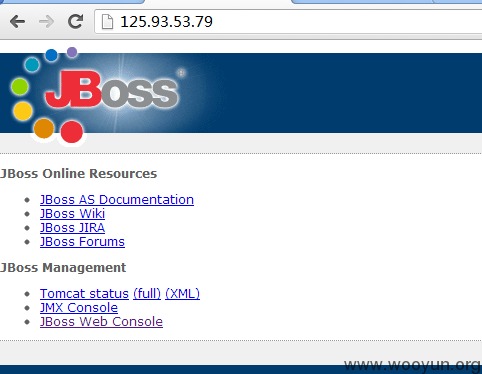 125.93.53.79
JBoss®
JBoss Online Resources
JBoss AS Documentation
JBoss Wiki
JBoss JIRA
JBoss Forums
JBoss Management
Tomcat status (full) (XML)
JMX Console
JBoss Web Console
www.wooyun.org